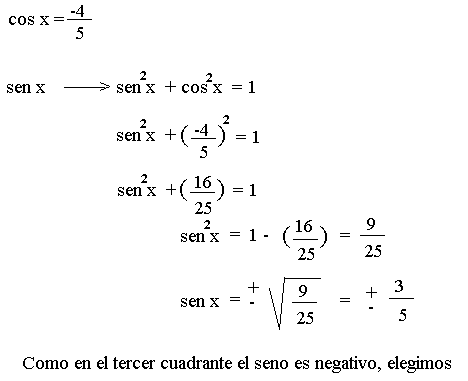 cos x = -4/5
sen x ⟶ sen²x + cos²x = 1
sen²x + (-4/5)² = 1
sen²x + (16/25) = 1
sen²x = 1 - (16/25) = 9/25
sen x = ± √(9/25) = ± 3/5
Como en el tercer cuadrante el seno es negativo, elegimos